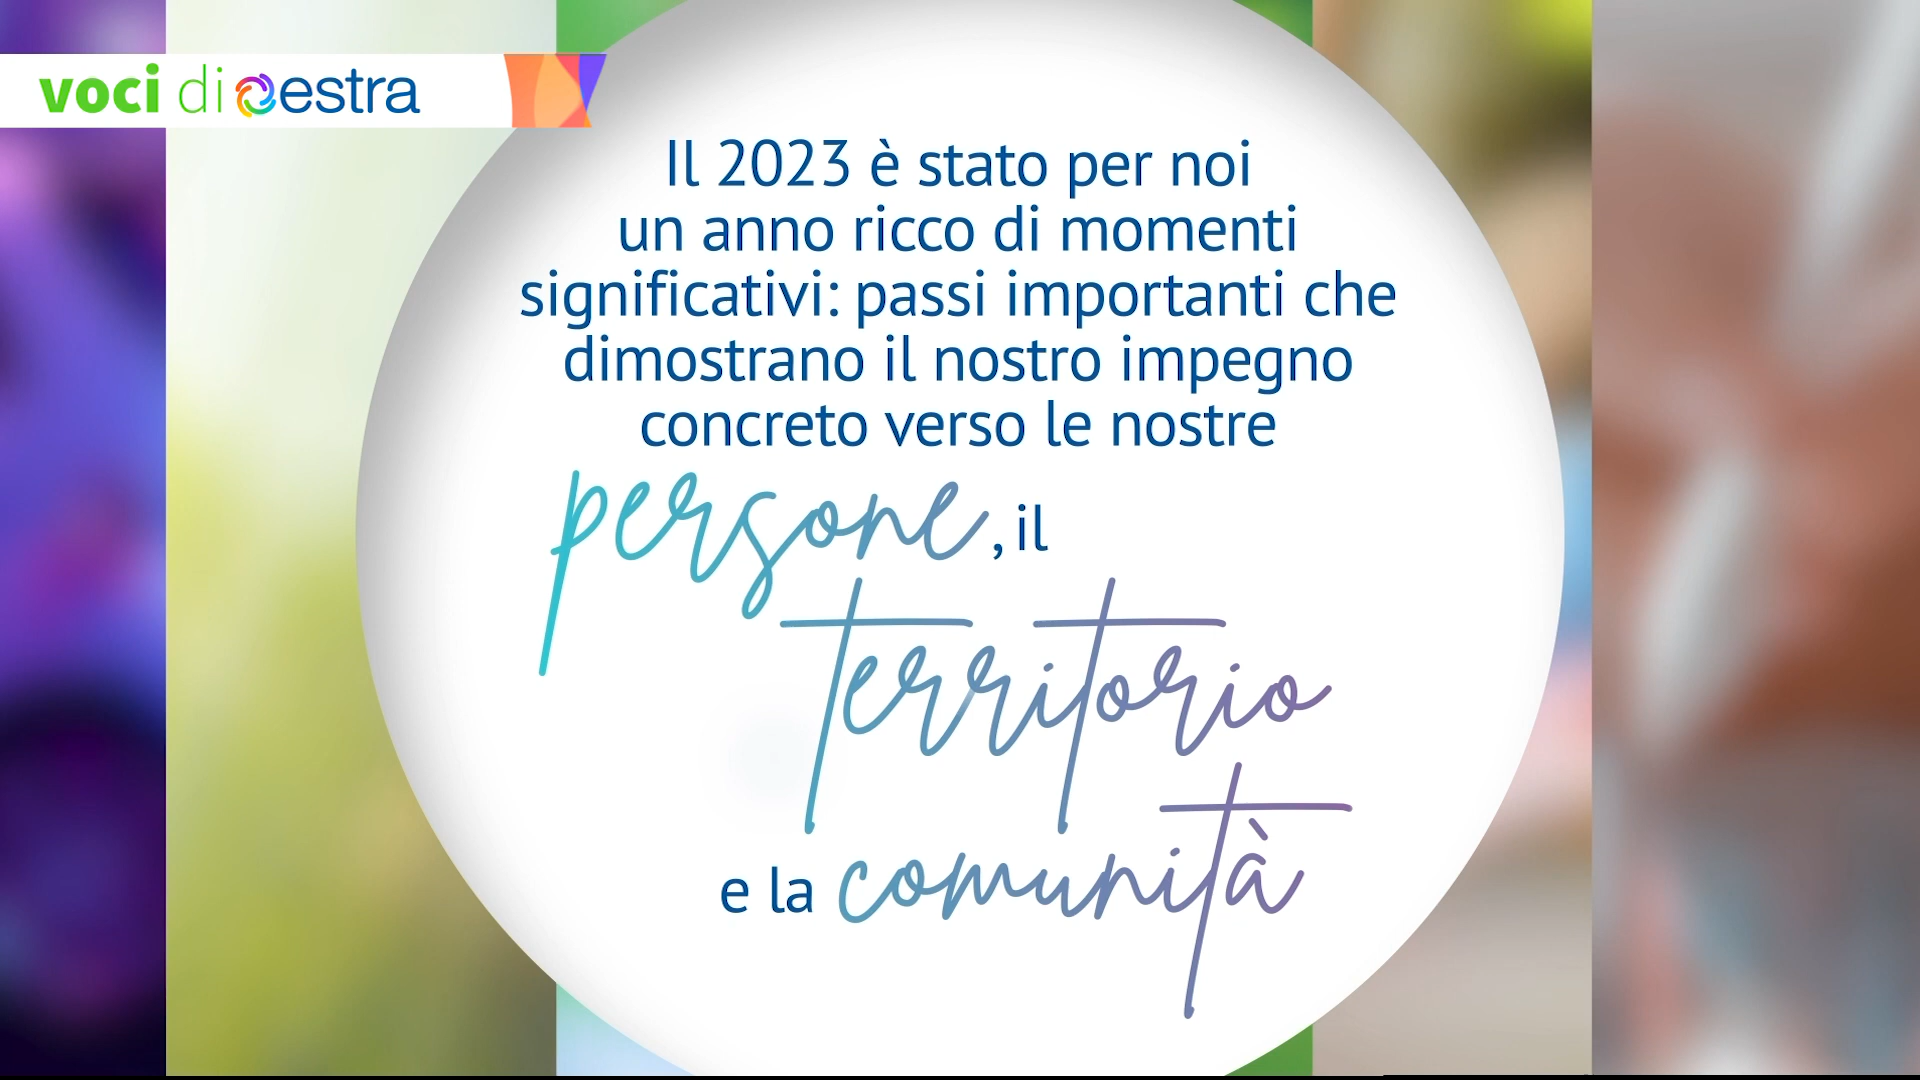 voci di estra
Il 2023 è stato per noi
un anno ricco di momenti
significativi: passi importanti che
dimostrano il nostro impegno
concreto verso le nostre
persone, il
territorio
e la comunità